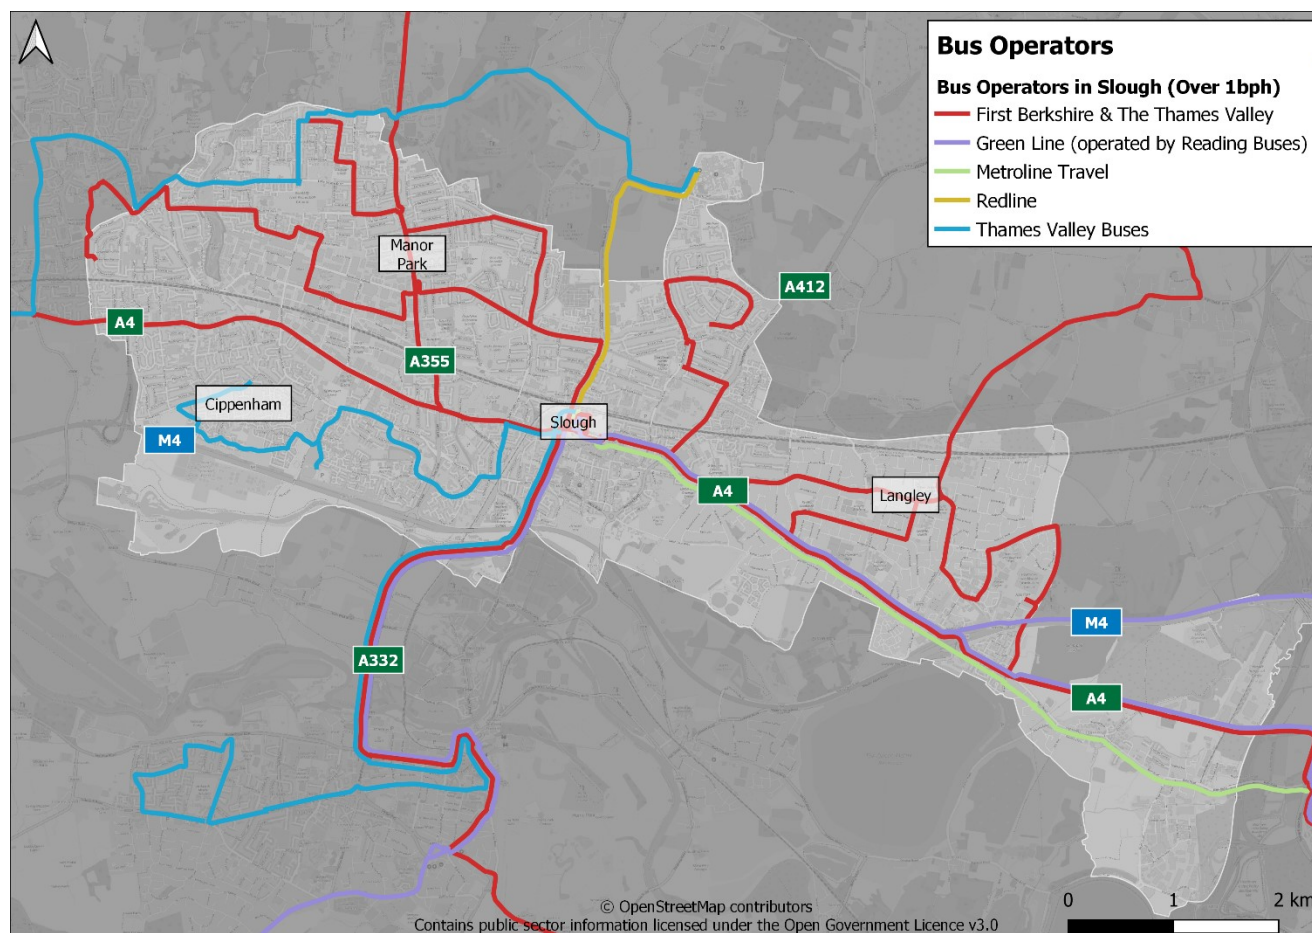 Bus Operators
Bus Operators in Slough (Over 1bph)
First Berkshire & The Thames Valley
Green Line (operated by Reading Buses)
Metroline Travel
Redline
Thames Valley Buses
Manor
Park
A412
A4
A355
Cippenham
Slough
M4
A4
Langley
M4
A332
A4
0 1 2 km
© OpenStreetMap contributors
Contains public sector information licensed under the Open Government Licence v3.0